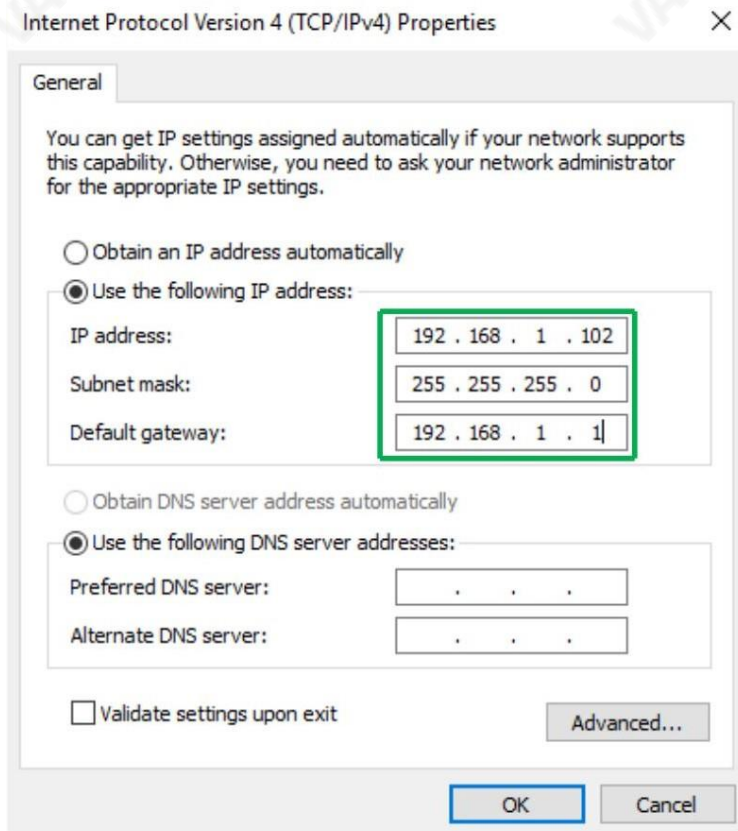 Internet Protocol Version 4 (TCP/IPv4) Properties
General
You can get IP settings assigned automatically if your network supports
this capability. Otherwise, you need to ask your network administrator
for the appropriate IP settings.
Obtain an IP address automatically
Use the following IP address:
IP address: 192 . 168 . 1 . 102
Subnet mask: 255 . 255 . 255 . 0
Default gateway: 192 . 168 . 1 . 1
Obtain DNS server address automatically
Use the following DNS server addresses:
Preferred DNS server: . . .
Alternate DNS server: . . .
Validate settings upon exit
Advanced...
OK Cancel